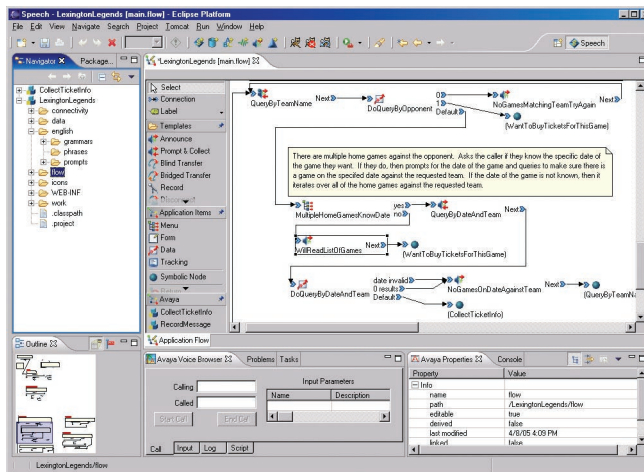 Speech - LexingtonLegends [main.flow] - Eclipse Platform
File Edit View Navigate Search Project Tomcat Run Window Help
Speech
Navigator
Package...
CollectTicketInfo
LexingtonLegends
connectivity
data
english
grammars
phrases
prompts
flow
icons
WEB-INF
work
.classpath
.project
*LexingtonLegends [main.flow]
Select
Connection
Label
Templates
Announce
Prompt & Collect
Blind Transfer
Bridged Transfer
Record
Application Items
Menu
Form
Data
Tracking
Symbolic Node
Avaya
CollectTicketInfo
RecordMessage
QueryByTeamName
Next
DoQueryByOpponent
0
1
Default
NoGamesMatchingTeamTryAgain
Next
(WantToBuyTicketsForThisGame)
There are multiple home games against the opponent. Asks the caller if they know the specific date of
the game they want. If they do, then prompts for the date of the game and queries to make sure there is
a game on the specifed date against the requested team. If the date of the game is not known, then it
iterates over all of the home games against the requested team.
MultipleHomeGamesKnowDate
yes
no
QueryByDateAndTeam
Next
WillReadListOfGames
Next
(WantToBuyTicketsForThisGame)
DoQueryByDateAndTeam
date invalid
0 results
Default
NoGamesOnDateAgainstTeam
Next
(QueryByTeamNa
(CollectTicketInfo)
Application Flow
Outline
Avaya Voice Browser
Problems
Tasks
Calling
Called
Start Call
End Call
Input Parameters
Name
Description
Call
Input
Log
Script
Avaya Properties
Console
Property
Value
Info
name
flow
path
/LexingtonLegends/flow
editable
true
derived
false
last modified
4/8/05 4:09 PM
linked
false
LexingtonLegends/flow